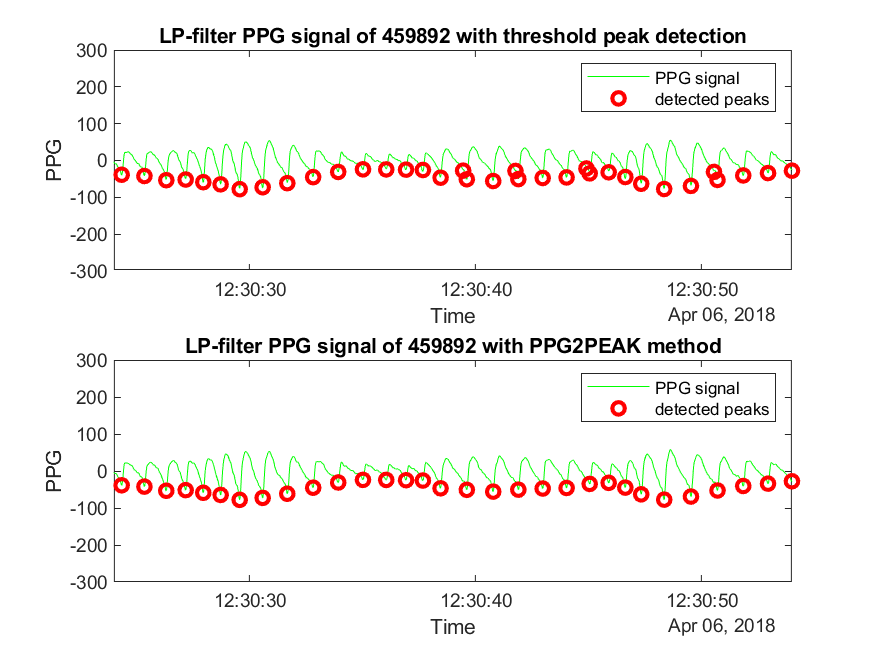 LP-filter PPG signal of 459892 with threshold peak detection
300
200
100
0
-100
-200
-300
PPG
PPG signal
detected peaks
12:30:30
12:30:40
12:30:50
Time
Apr 06, 2018
LP-filter PPG signal of 459892 with PPG2PEAK method
300
200
100
0
-100
-200
-300
PPG
PPG signal
detected peaks
12:30:30
12:30:40
12:30:50
Time
Apr 06, 2018